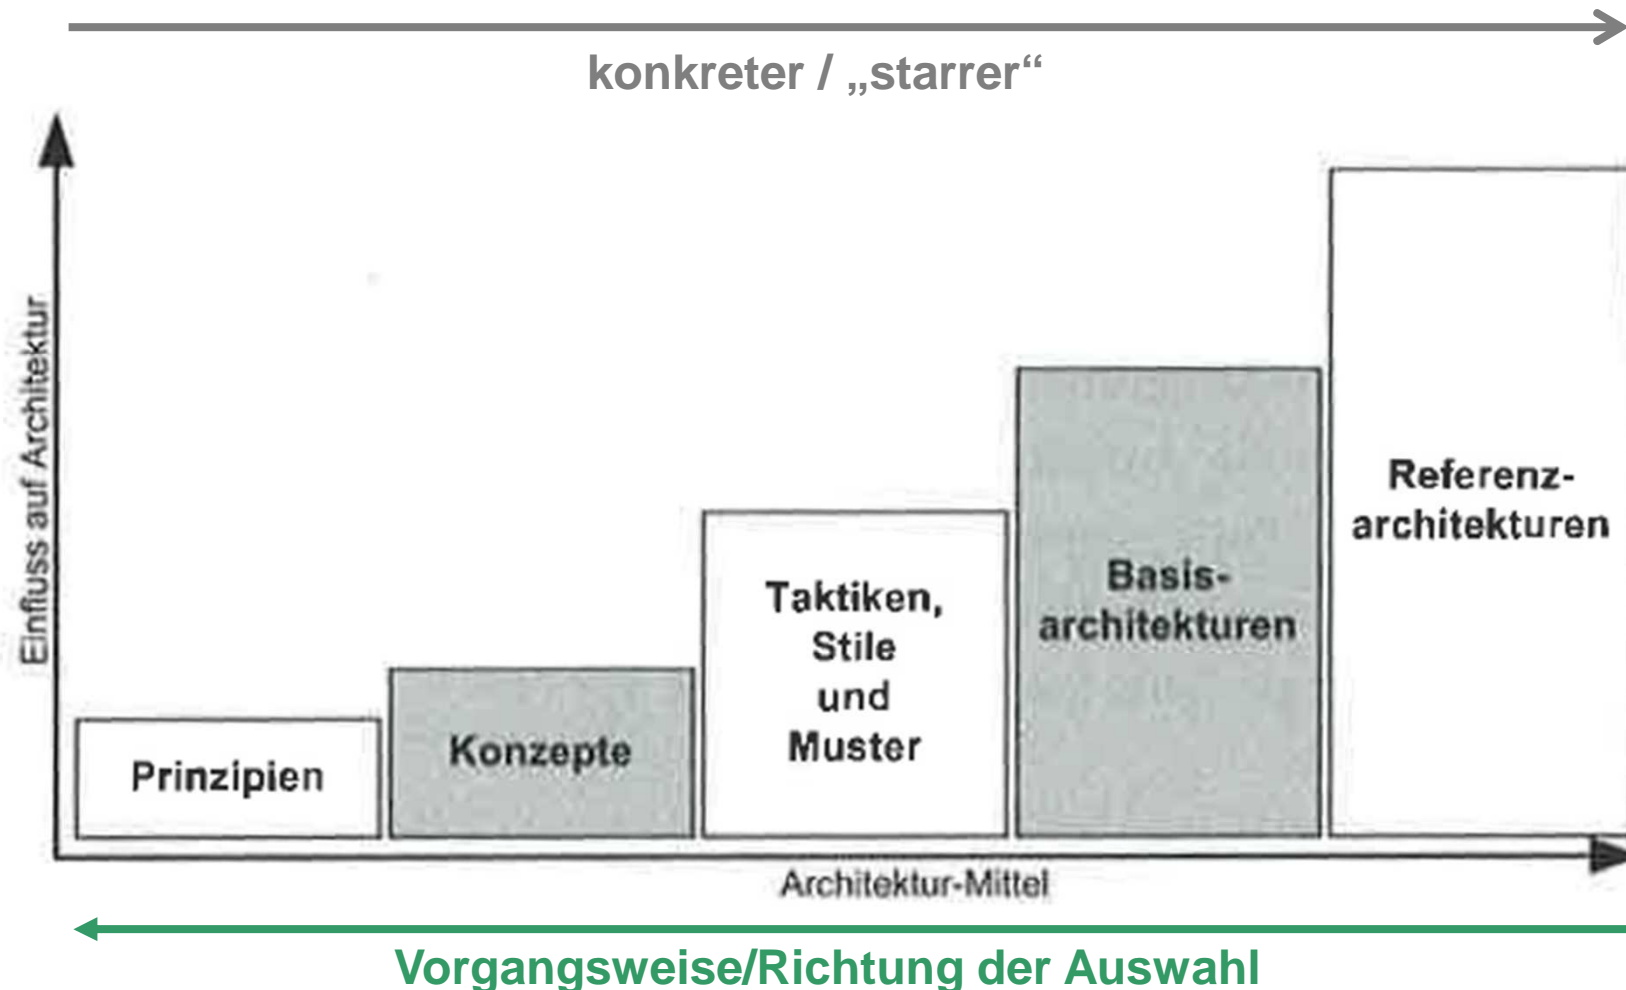 konkreter / „starrer“
Einfluss auf Architektur
Prinzipien
Konzepte
Taktiken,
Stile
und
Muster
Basis-
architekturen
Referenz-
architekturen
Architektur-Mittel
Vorgangsweise/Richtung der Auswahl